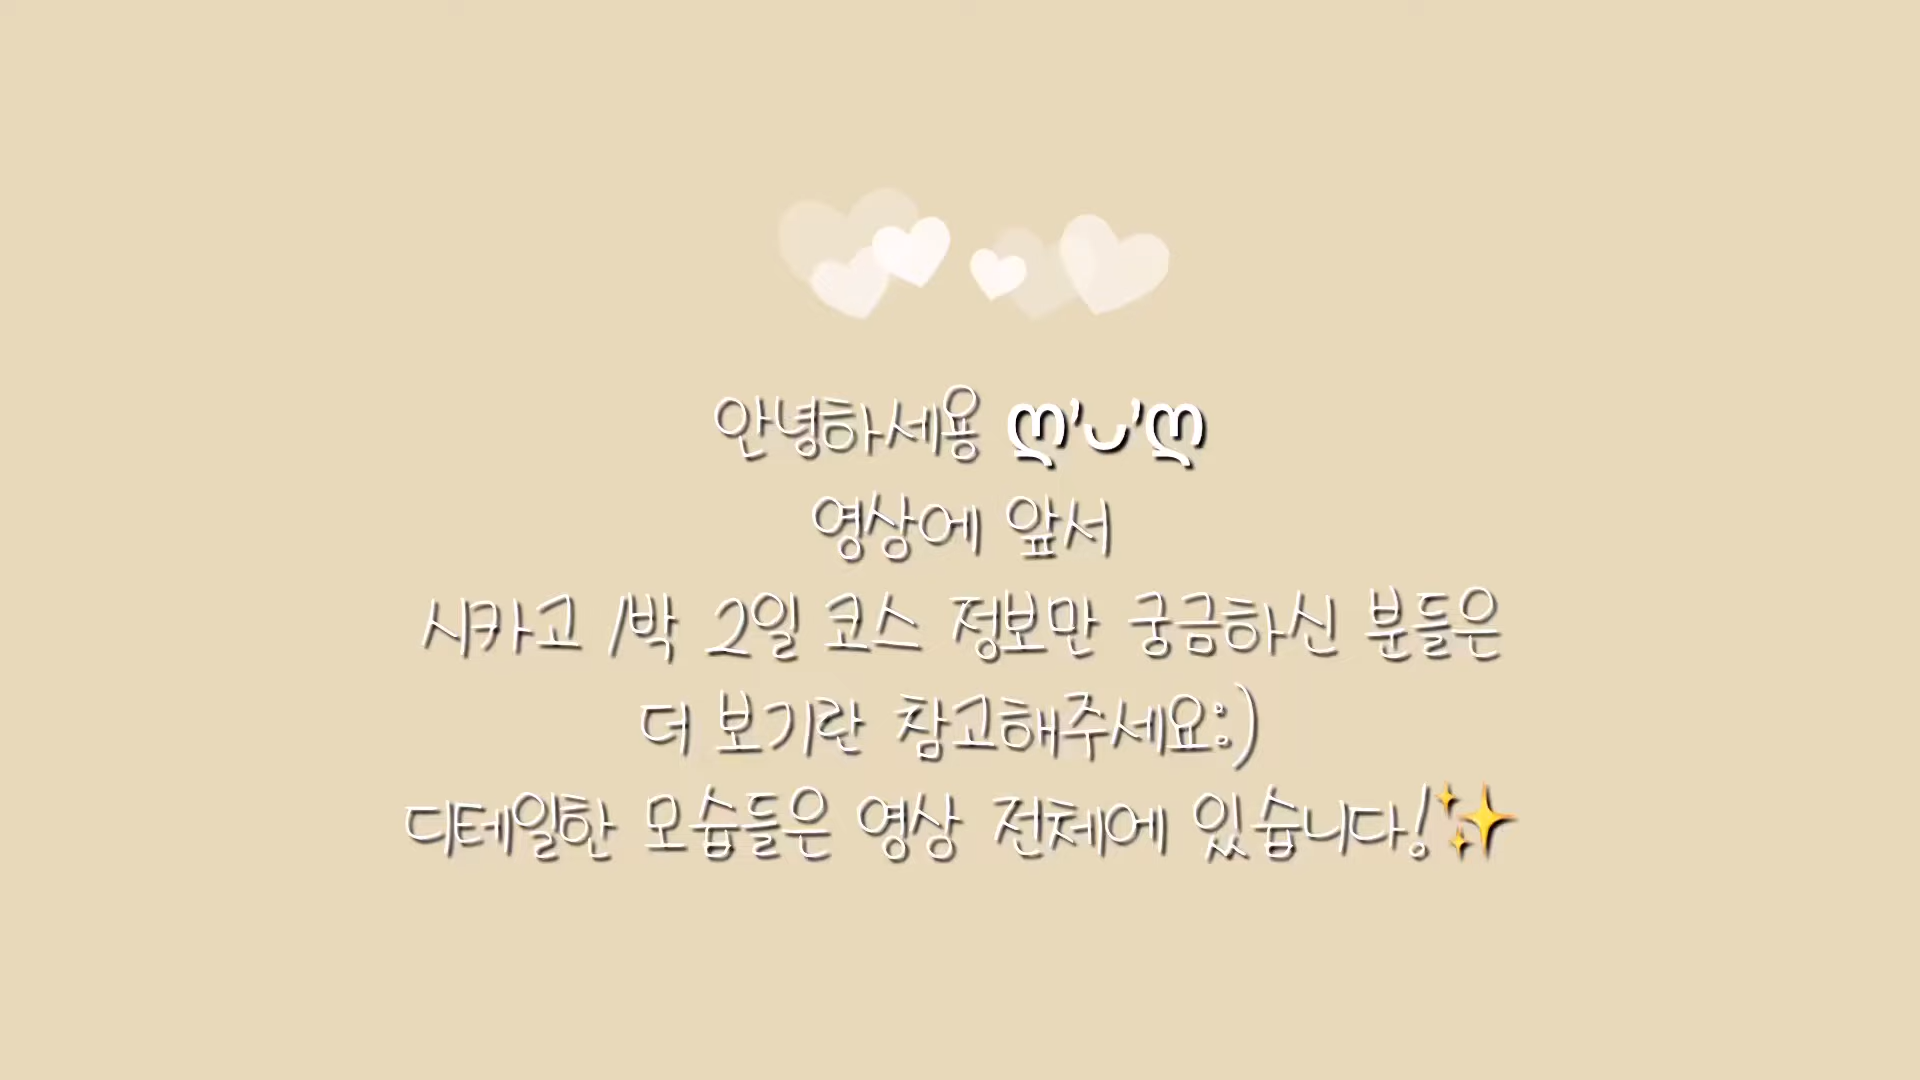 안녕하세용 ღ'ᴗ'ღ
영상에 앞서
시카고 1박 2일 코스 정보만 궁금하신 분들은
더 보기란 참고해주세요:)
디테일한 모습들은 영상 전체에 있습니다!✨